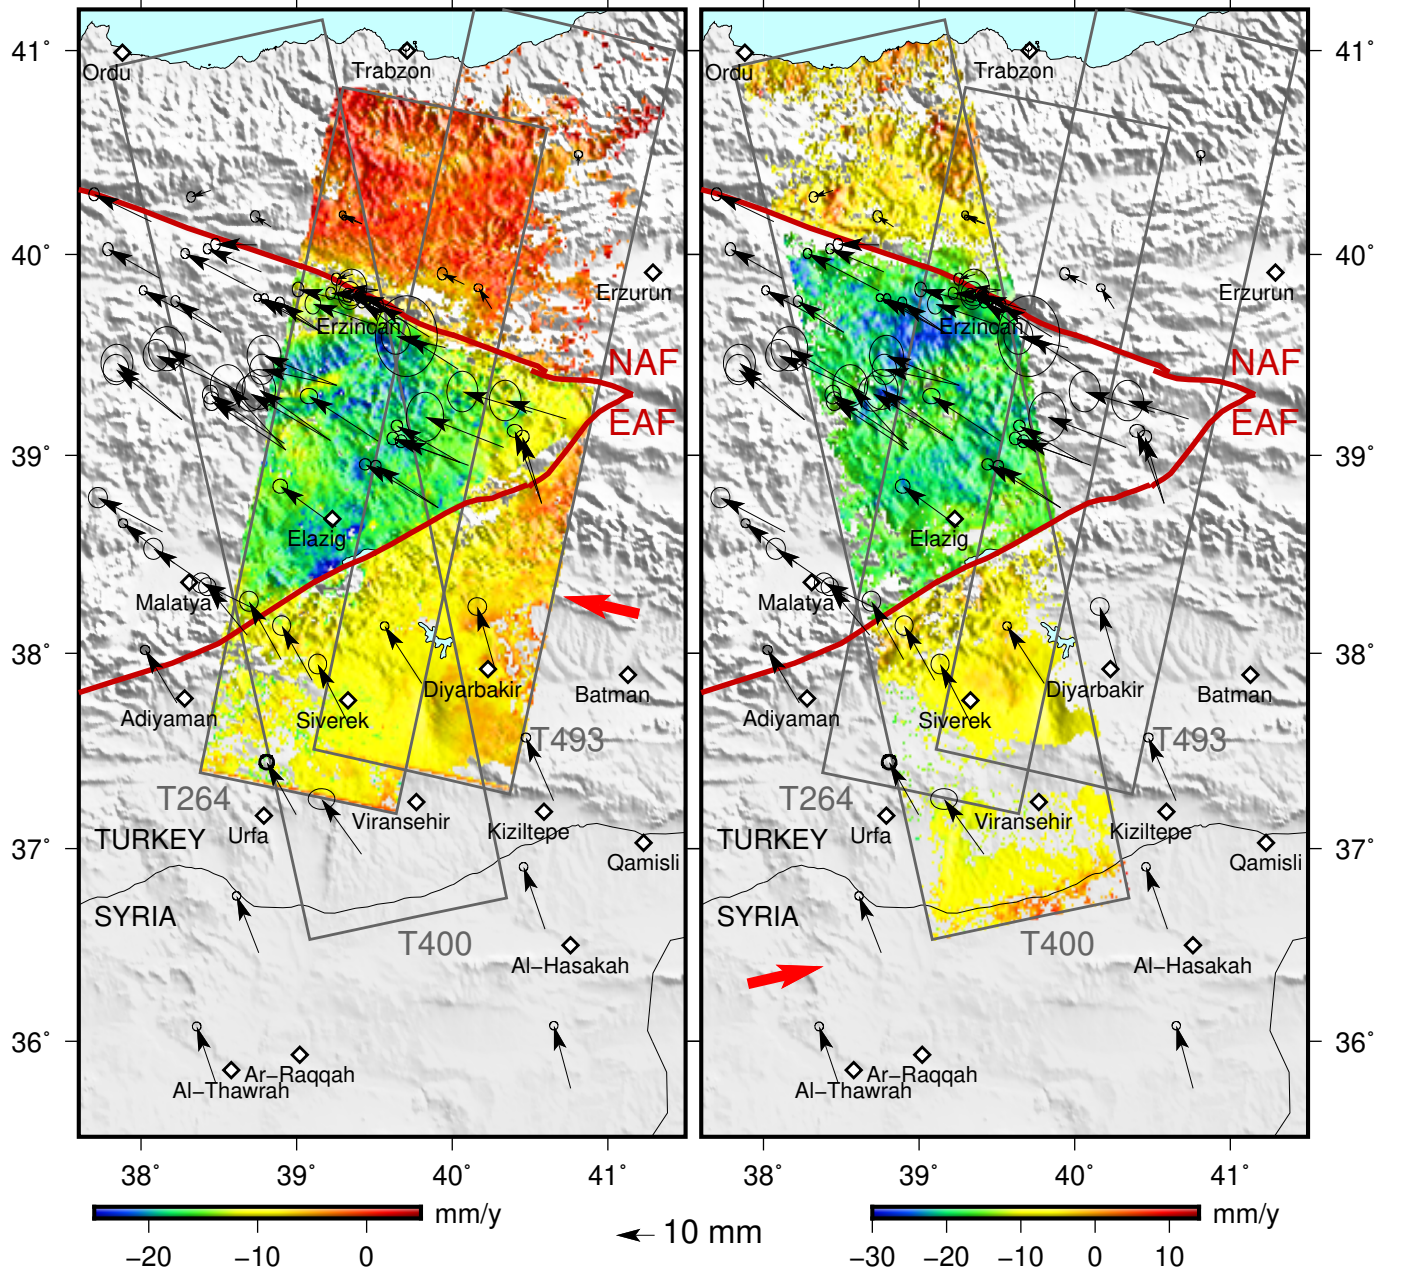 41°
41°
Ordu
Trabzon
Ordu
Trabzon
40°
40°
Erzurun
Erzurun
Erzincan
Erzincan
NAF
NAF
EAF
EAF
39°
39°
Elazig
Elazig
Malatya
Malatya
38°
38°
Diyarbakir
Batman
Diyarbakir
Batman
Adiyaman
Siverek
Adiyaman
Siverek
T493
T493
T264
T264
Urfa
Viransehir
Kiziltepe
Urfa
Viransehir
Kiziltepe
37°
TURKEY
TURKEY
37°
Qamisli
Qamisli
SYRIA
SYRIA
T400
T400
Al−Hasakah
Al−Hasakah
36°
36°
Ar−Raqqah
Ar−Raqqah
Al−Thawrah
Al−Thawrah
38° 39° 40° 41°
38° 39° 40° 41°
mm/y
10 mm
mm/y
−20 −10 0
−30 −20 −10 0 10